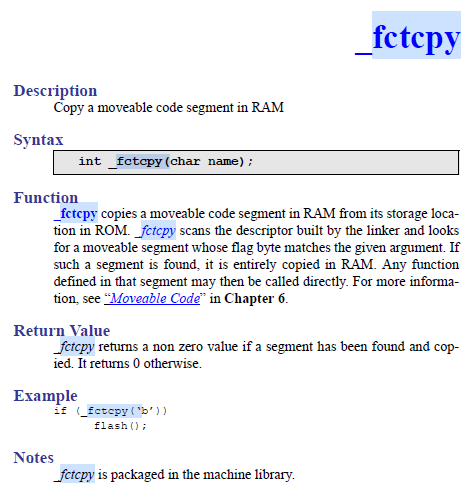 _fctcpy
Description
Copy a moveable code segment in RAM
Syntax
int _fctcpy(char name);
Function
_fctcpy copies a moveable code segment in RAM from its storage loca-
tion in ROM. _fctcpy scans the descriptor built by the linker and looks
for a moveable segment whose flag byte matches the given argument. If
such a segment is found, it is entirely copied in RAM. Any function
defined in that segment may then be called directly. For more informa-
tion, see “Moveable Code” in Chapter 6.
Return Value
_fctcpy returns a non zero value if a segment has been found and cop-
ied. It returns 0 otherwise.
Example
if (_fctcpy(‘b’))
flash();
Notes
_fctcpy is packaged in the machine library.